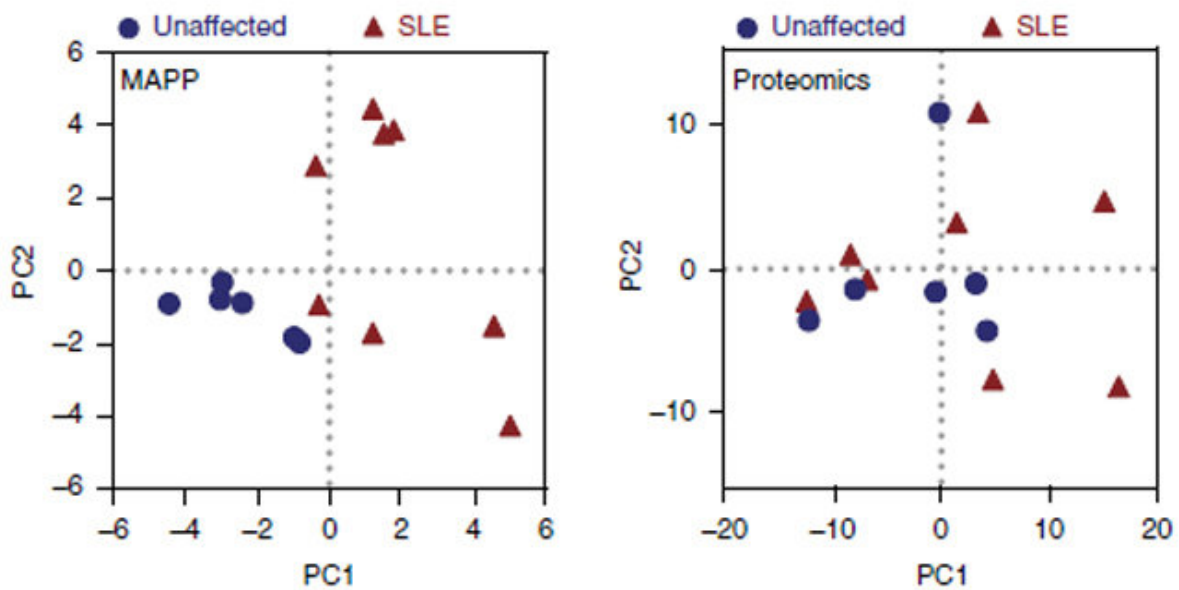 Unaffected SLE
MAPP
6
4
2
0
–2
–4
–6
PC2
–6 –4 –2 0 2 4 6
PC1
Unaffected SLE
Proteomics
10
0
–10
PC2
–20 –10 0 10 20
PC1